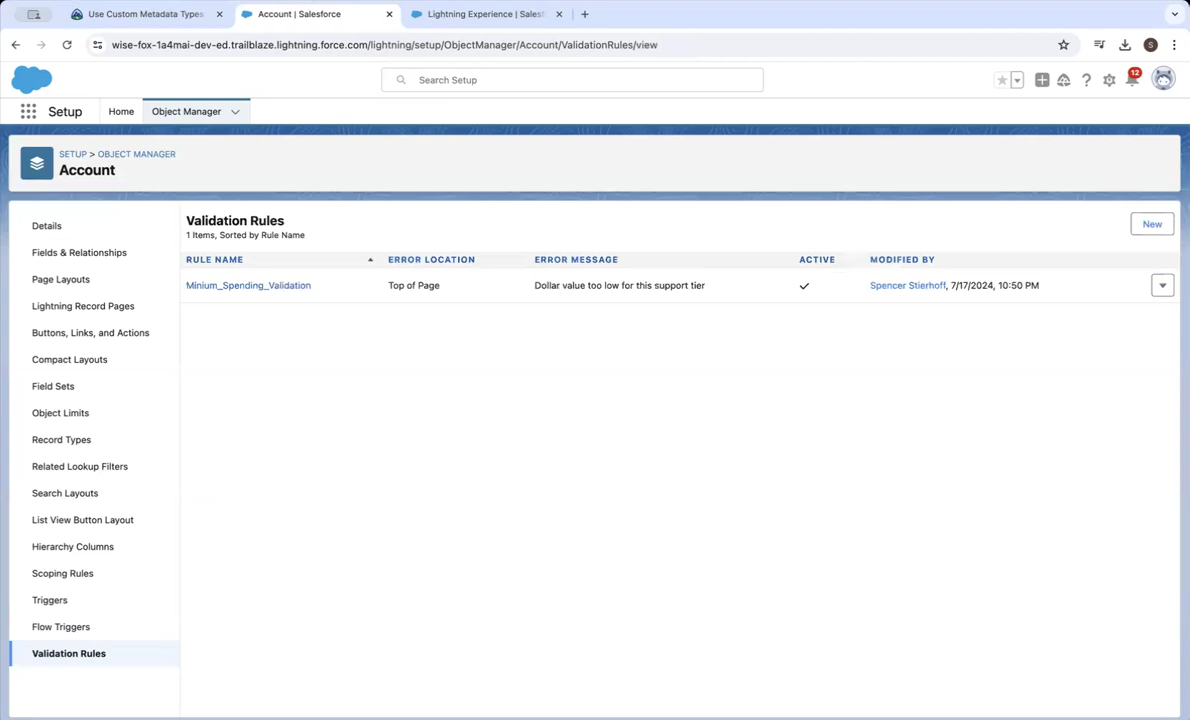 Use Custom Metadata Types
Account | Salesforce
Lightning Experience | Salesf
wise-fox-1a4mai-dev-ed.trailblaze.lightning.force.com/lightning/setup/ObjectManager/Account/ValidationRules/view
S
Search Setup
12
Setup
Home
Object Manager
SETUP > OBJECT MANAGER
Account
Details
Fields & Relationships
Page Layouts
Lightning Record Pages
Buttons, Links, and Actions
Compact Layouts
Field Sets
Object Limits
Record Types
Related Lookup Filters
Search Layouts
List View Button Layout
Hierarchy Columns
Scoping Rules
Triggers
Flow Triggers
Validation Rules
Validation Rules
1 Items, Sorted by Rule Name
New
RULE NAME ERROR LOCATION ERROR MESSAGE ACTIVE MODIFIED BY
Minium_Spending_Validation Top of Page Dollar value too low for this support tier Spencer Stierhoff, 7/17/2024, 10:50 PM